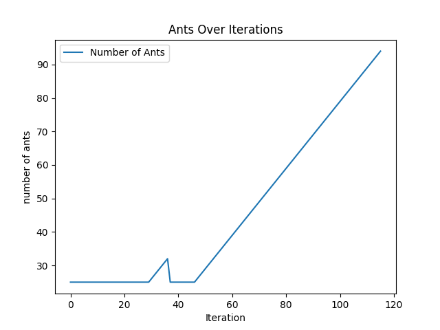 Ants Over Iterations
Number of Ants
number of ants
90
80
70
60
50
40
30
0 20 40 60 80 100 120
Iteration